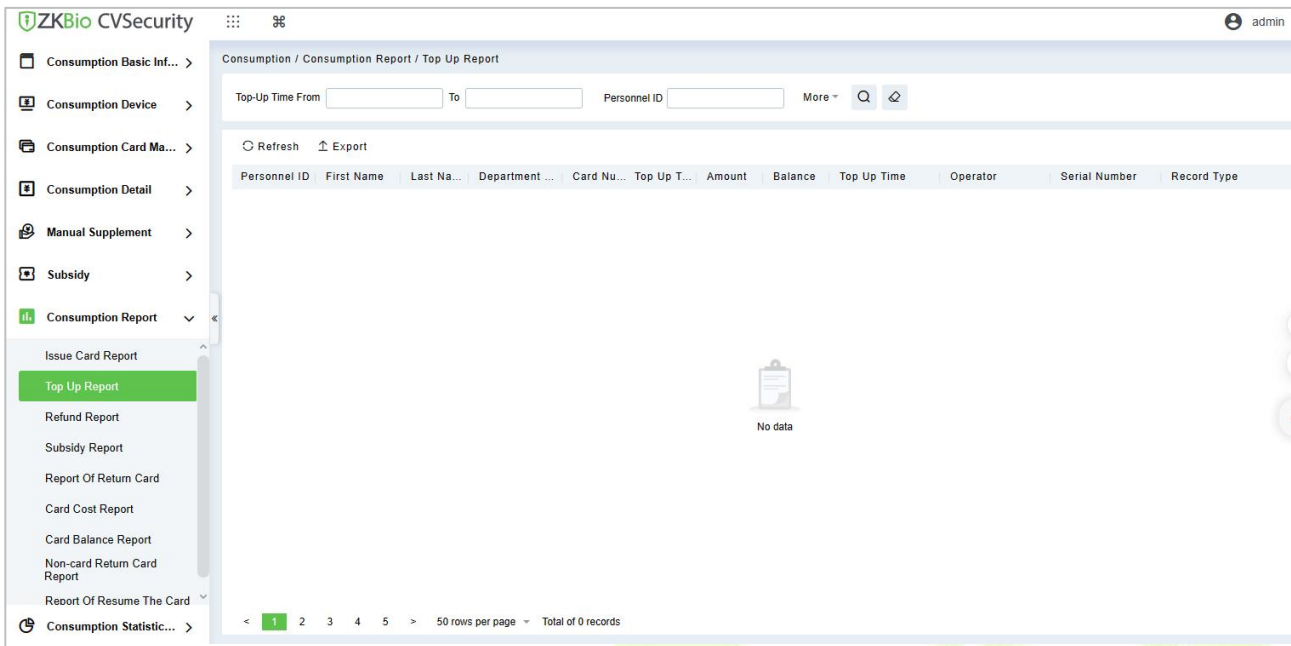 ZKBio CVSecurity
admin
Consumption Basic Inf...
Consumption Device
Consumption Card Ma...
Consumption Detail
Manual Supplement
Subsidy
Consumption Report
Issue Card Report
Top Up Report
Refund Report
Subsidy Report
Report Of Return Card
Card Cost Report
Card Balance Report
Non-card Return Card
Report
Report Of Resume The Card
Consumption Statistic...
Consumption / Consumption Report / Top Up Report
Top-Up Time From To Personnel ID More
Refresh Export
Personnel ID First Name Last Na... Department ... Card Nu... Top Up T... Amount Balance Top Up Time Operator Serial Number Record Type
No data
< 1 2 3 4 5 > 50 rows per page Total of 0 records